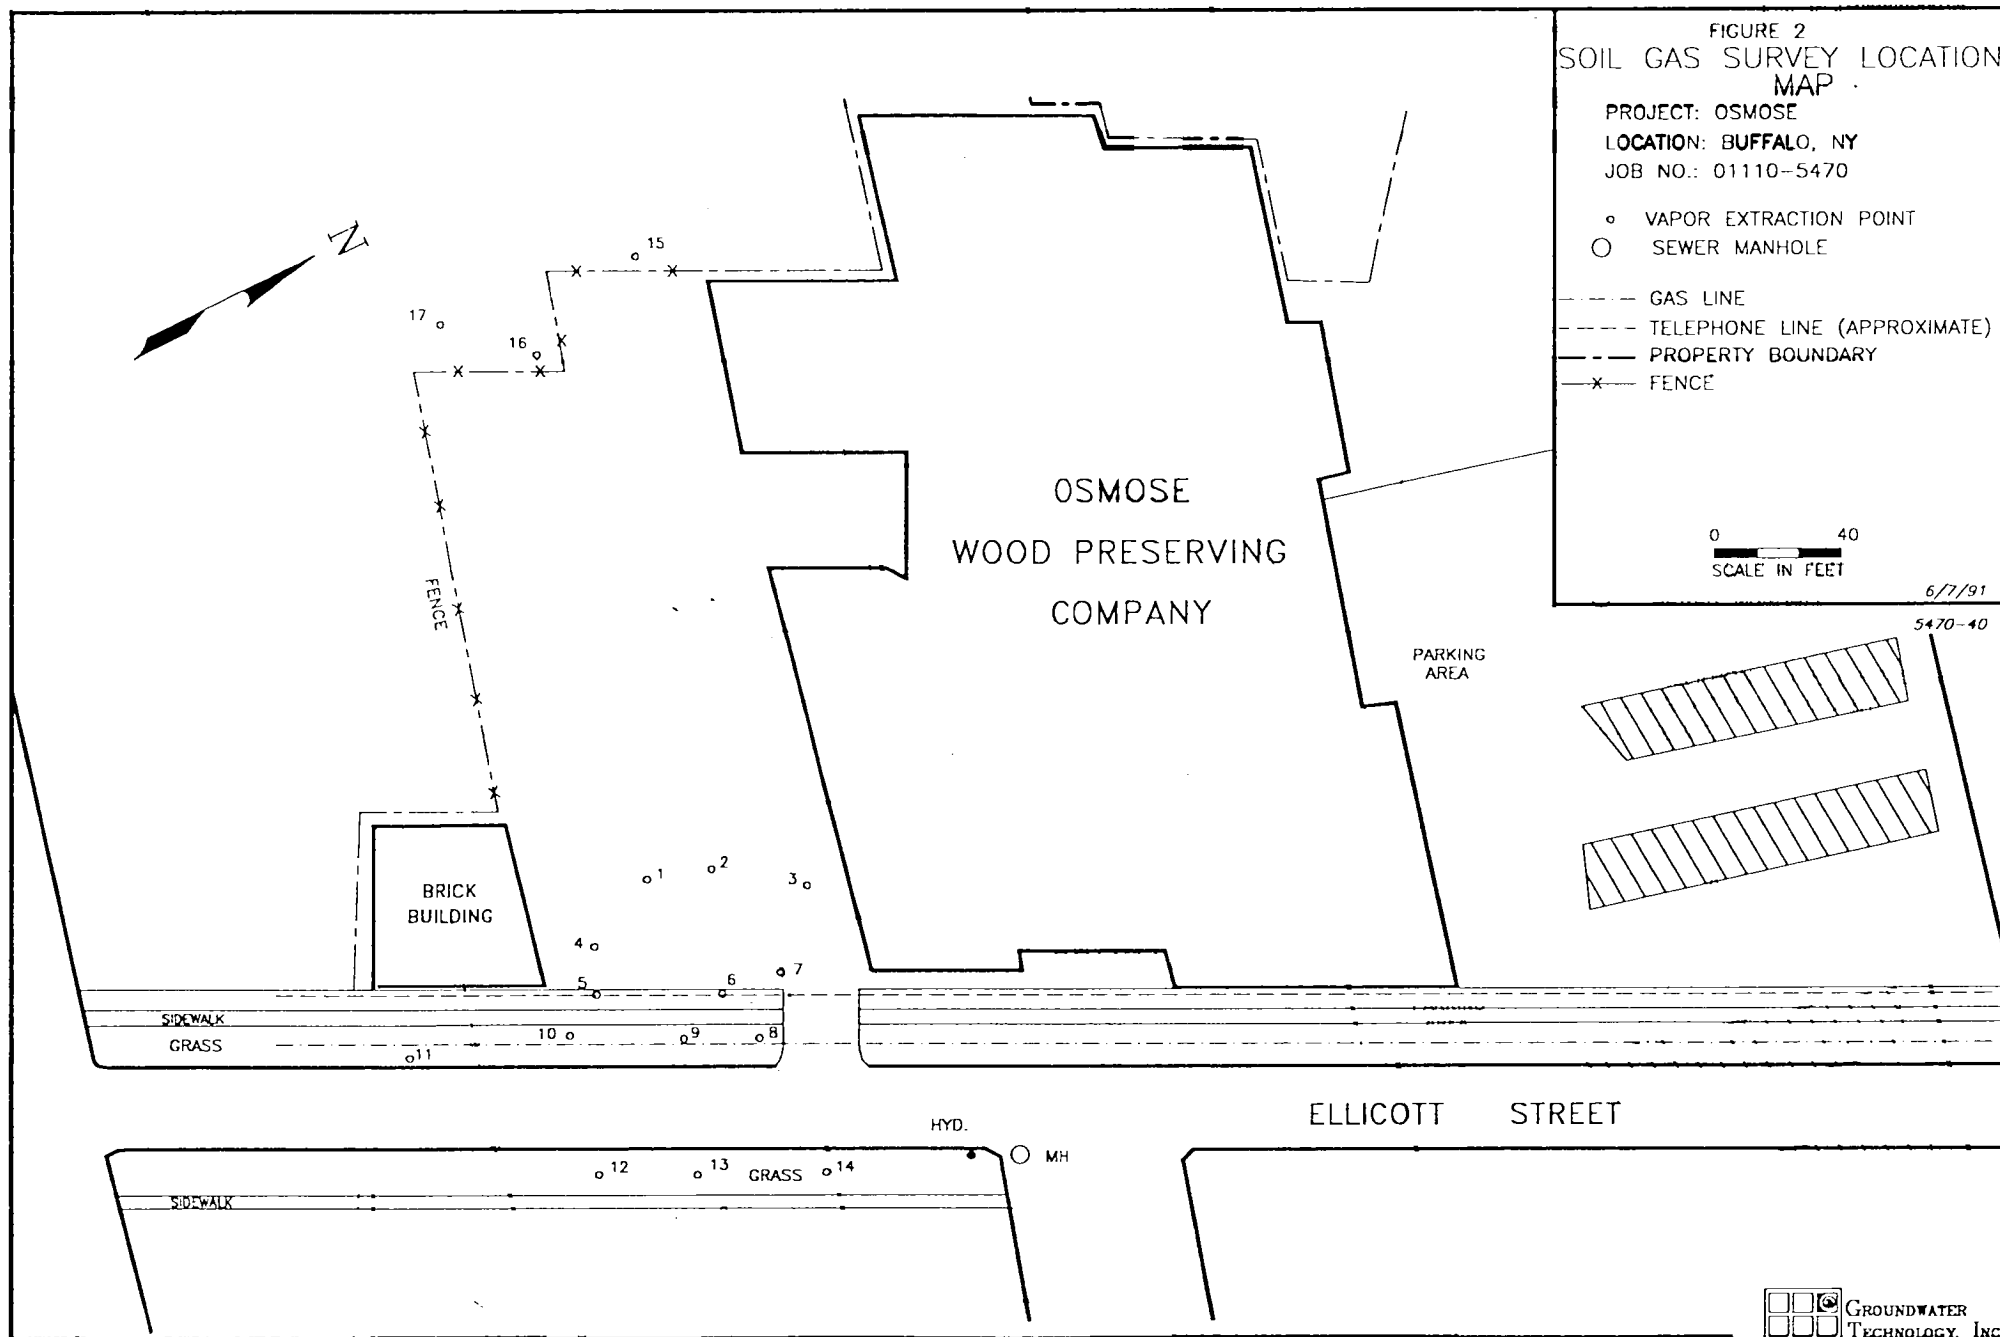 FIGURE 2
SOIL GAS SURVEY LOCATION
MAP
PROJECT: OSMOSE
LOCATION: BUFFALO, NY
JOB NO.: 01110-5470
VAPOR EXTRACTION POINT
SEWER MANHOLE
GAS LINE
TELEPHONE LINE (APPROXIMATE)
PROPERTY BOUNDARY
X FENCE
0 40
SCALE IN FEET
6/7/91
5470-40
N
15
17
16
OSMOSE
WOOD PRESERVING
COMPANY
FENCE
PARKING
AREA
BRICK
BUILDING
1
2
3
4
5
6
7
SIDEWALK
GRASS
10
9
8
11
ELLICOTT STREET
HYD.
MH
12
13
GRASS
14
SIDEWALK
GROUNDWATER
TECHNOLOGY, INC